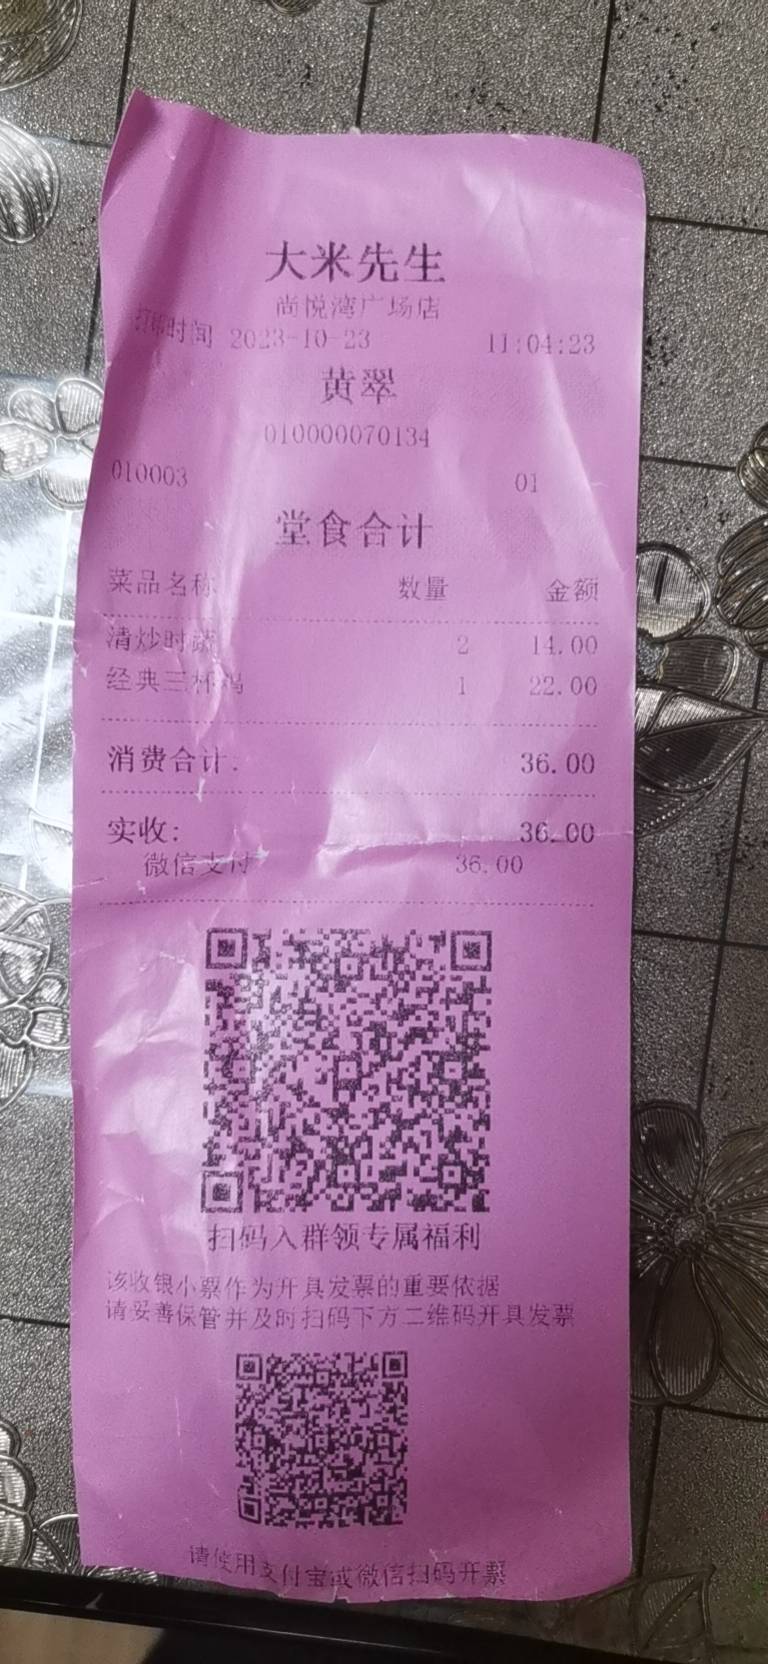 大米先生
尚悦湾广场店
打印时间 2023-10-23 11:04:23
黄翠
010000070134
010003 01
堂食合计
菜品名称 数量 金额
清炒时蔬 2 14.00
经典三杯鸡 1 22.00
消费合计: 36.00
实收: 36.00
微信支付 36.00
扫码入群领专属福利
该收银小票作为开具发票的重要依据
请妥善保管并及时扫码下方二维码开具发票
请使用支付宝或微信扫码开票